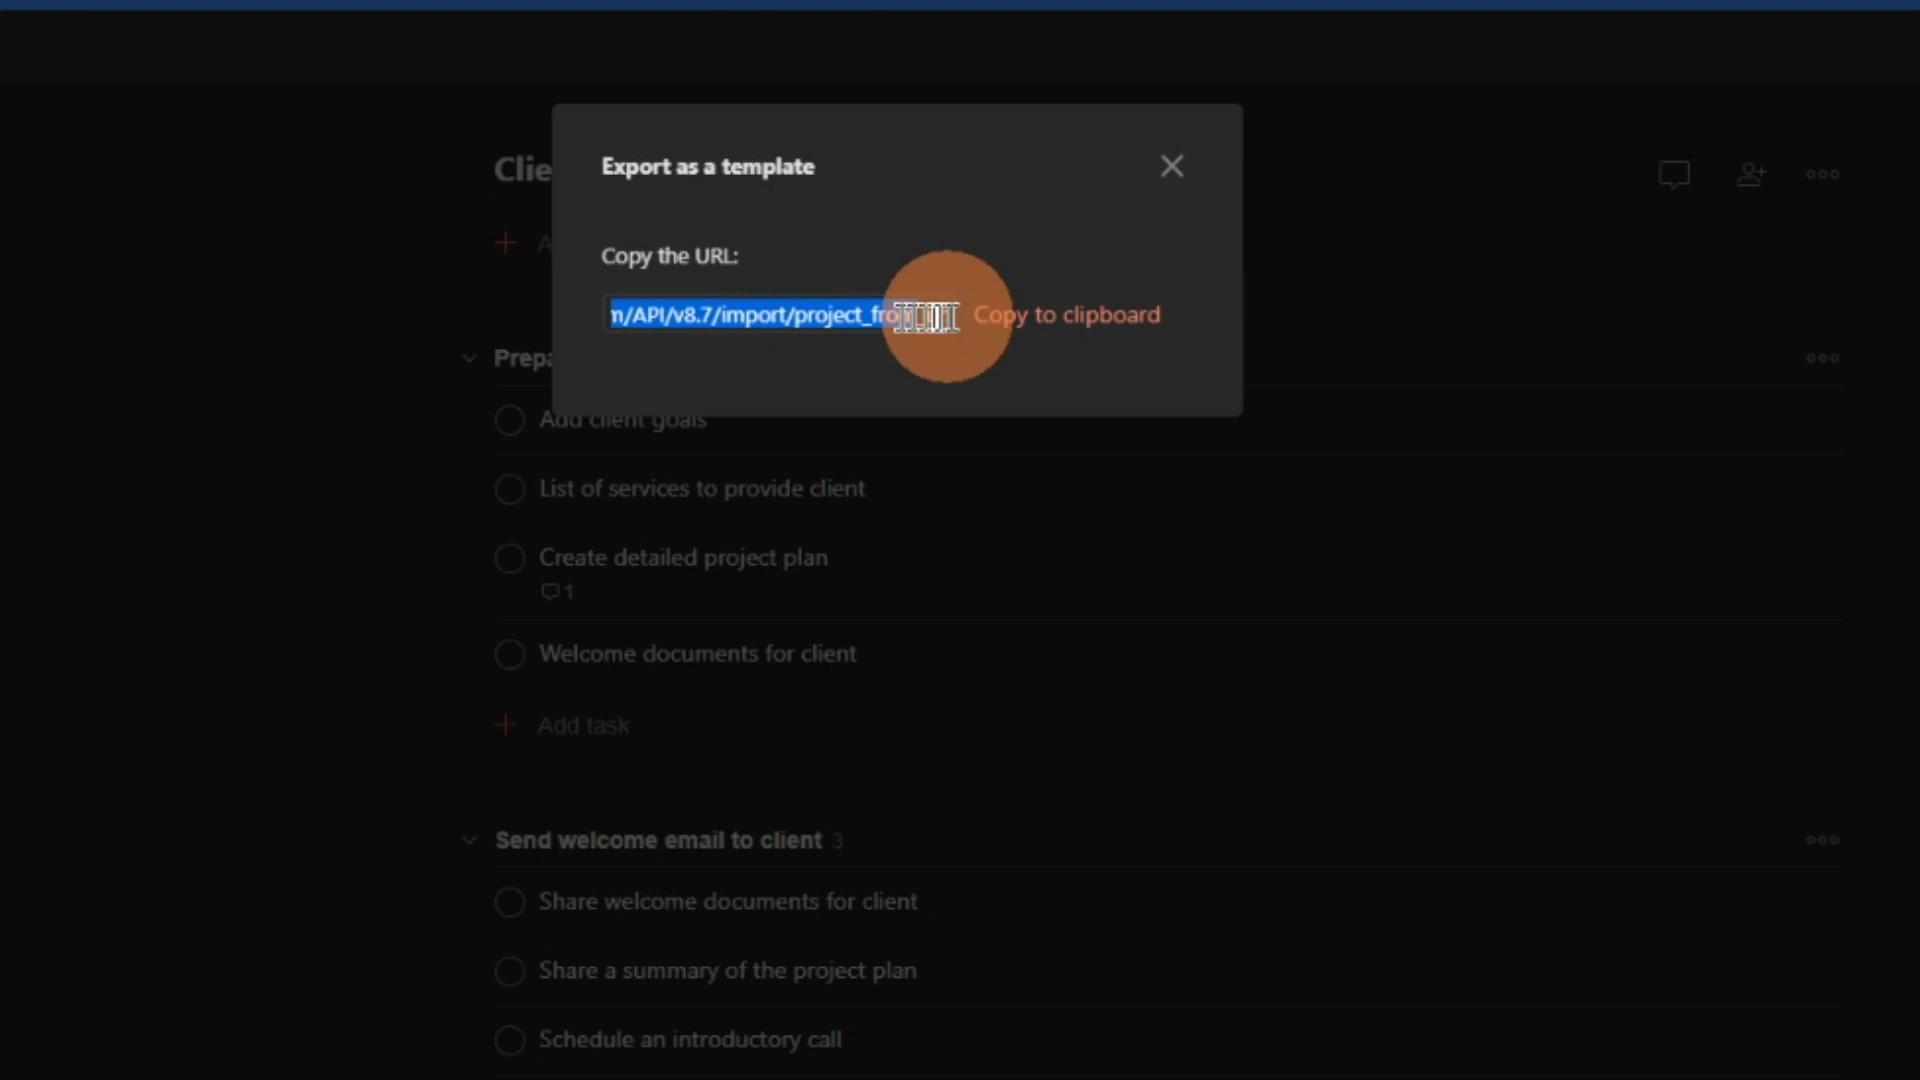 Export as a template
Clie
Copy the URL:
m/API/v8.7/import/project_fro
Copy to clipboard
Prepa
Add client goals
List of services to provide client
Create detailed project plan
1
Welcome documents for client
Add task
Send welcome email to client 3
Share welcome documents for client
Share a summary of the project plan
Schedule an introductory call